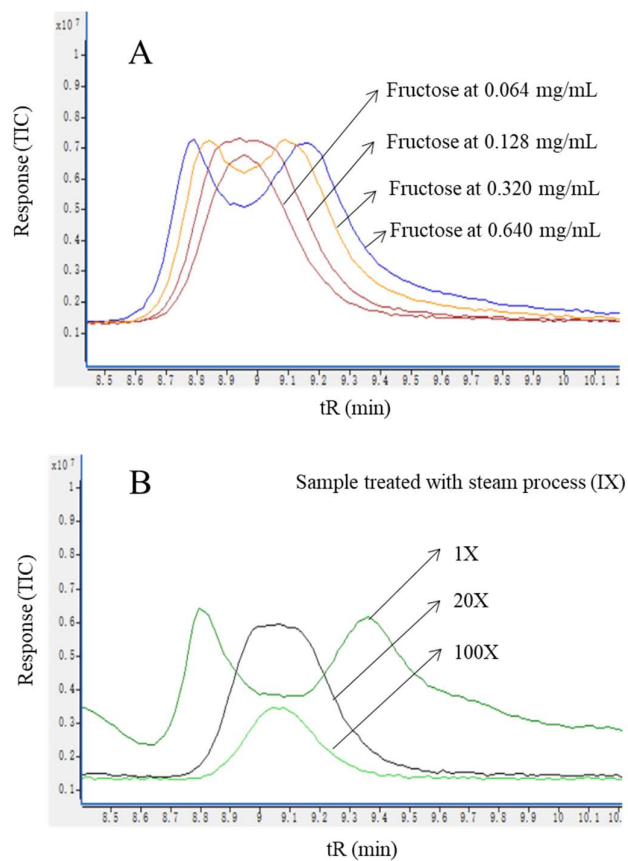 x10 7
A
1
0.9
0.8
0.7
0.6
0.5
0.4
0.3
0.2
0.1
Response (TIC)
Fructose at 0.064 mg/mL
Fructose at 0.128 mg/mL
Fructose at 0.320 mg/mL
Fructose at 0.640 mg/mL
8.5 8.6 8.7 8.8 8.9 9 9.1 9.2 9.3 9.4 9.5 9.6 9.7 9.8 9.9 10 10.1
tR (min)
x10 7
B
Sample treated with steam process (IX)
1
0.9
0.8
0.7
0.6
0.5
0.4
0.3
0.2
0.1
Response (TIC)
1X
20X
100X
8.5 8.6 8.7 8.8 8.9 9 9.1 9.2 9.3 9.4 9.5 9.6 9.7 9.8 9.9 10 10.1
tR (min)